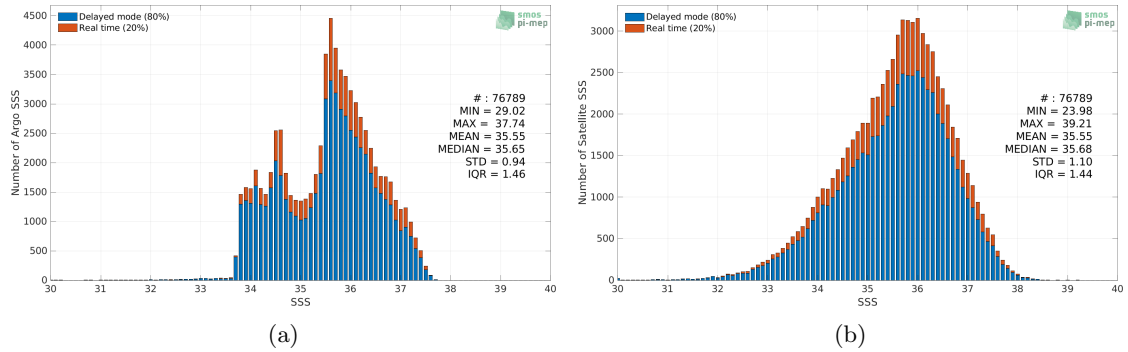 Delayed mode (80%)
Real time (20%)
smos
pi-mep
Number of Argo SSS
4500
4000
3500
3000
2500
2000
1500
1000
500
0
# : 76789
MIN = 29.02
MAX = 37.74
MEAN = 35.55
MEDIAN = 35.65
STD = 0.94
IQR = 1.46
30 31 32 33 34 35 36 37 38 39 40
SSS
(a)
Delayed mode (80%)
Real time (20%)
smos
pi-mep
Number of Satellite SSS
3000
2500
2000
1500
1000
500
0
# : 76789
MIN = 23.98
MAX = 39.21
MEAN = 35.55
MEDIAN = 35.68
STD = 1.10
IQR = 1.44
30 31 32 33 34 35 36 37 38 39 40
SSS
(b)